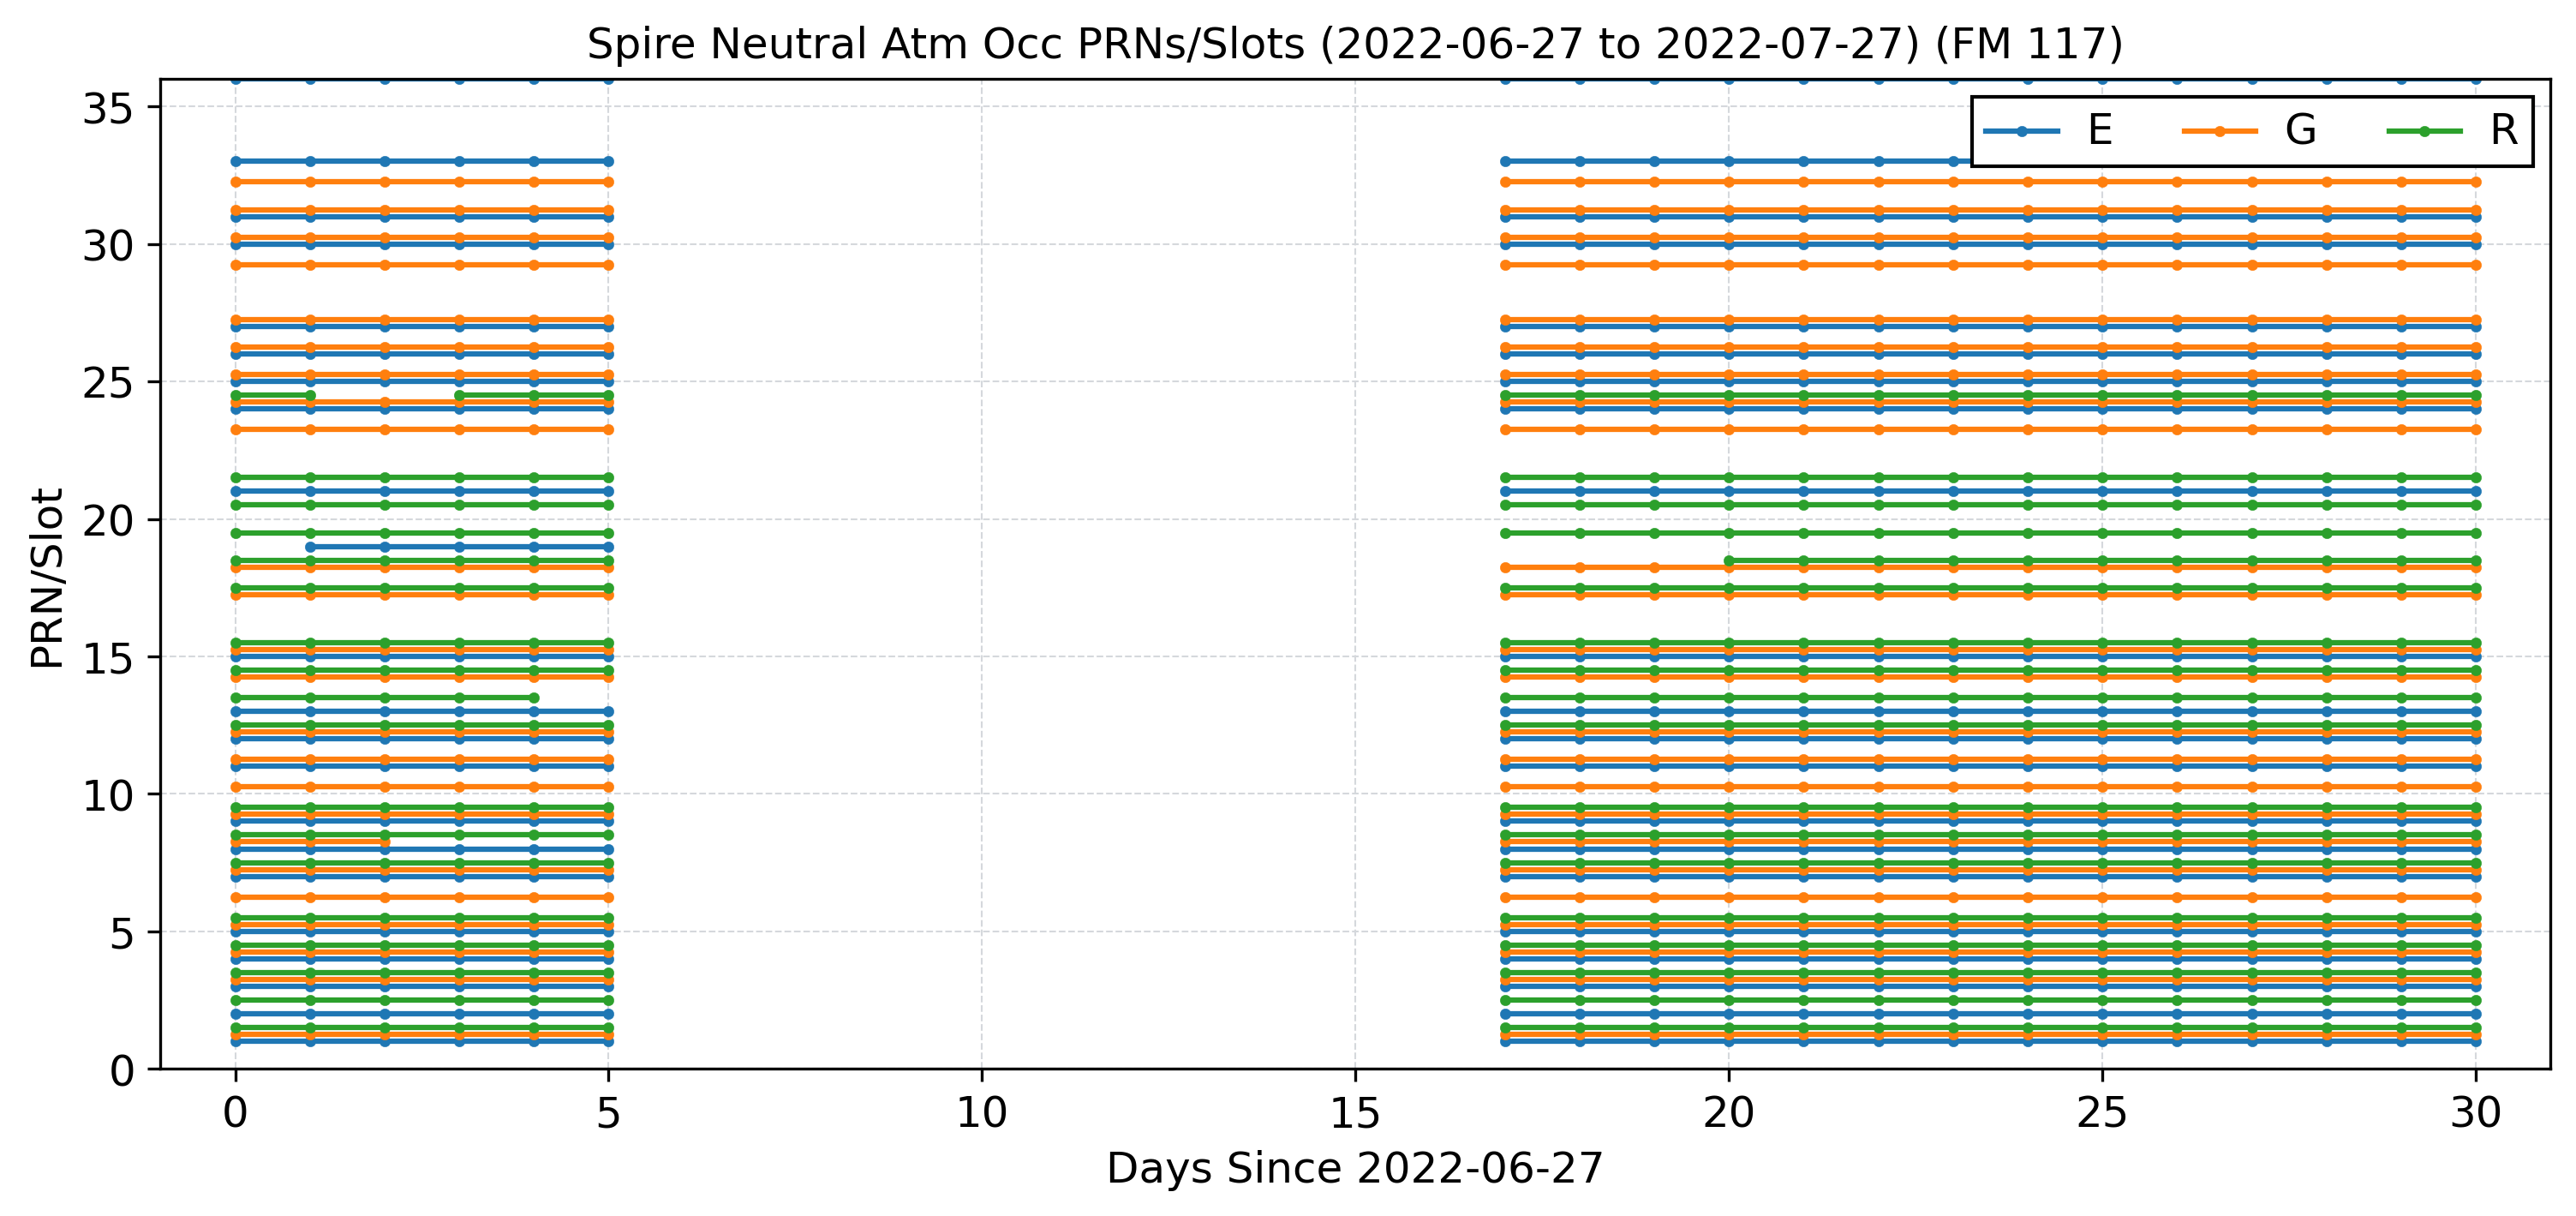 Spire Neutral Atm Occ PRNs/Slots (2022-06-27 to 2022-07-27) (FM 117)
E G R
35
30
25
20
15
10
5
0
PRN/Slot
0 5 10 15 20 25 30
Days Since 2022-06-27